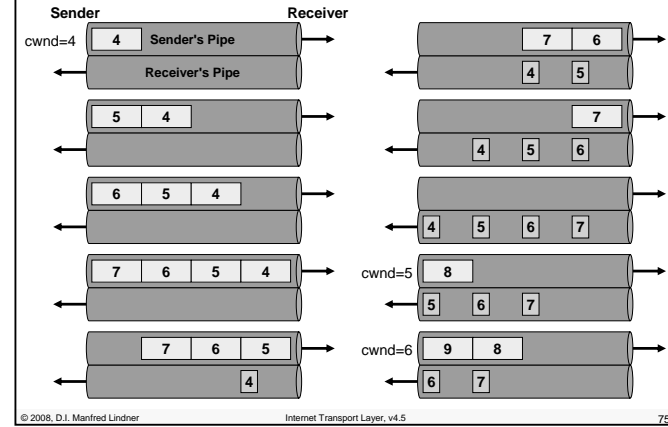 Sender Receiver
cwnd=4 4 Sender's Pipe
Receiver's Pipe
5 4
6 5 4
7 6 5 4
7 6 5
4
7 6
4 5
7
4 5 6
4 5 6 7
cwnd=5 8
5 6 7
cwnd=6 9 8
6 7
© 2008, D.I. Manfred Lindner Internet Transport Layer, v4.5 75